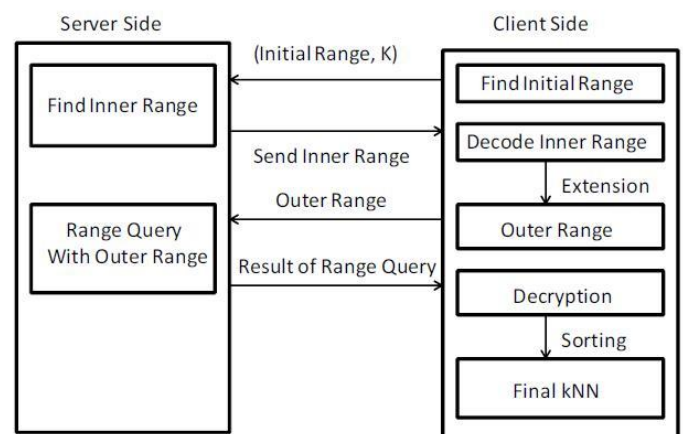 Server Side
Client Side
(Initial Range, K)
Find Inner Range
Find Initial Range
Send Inner Range
Decode Inner Range
Extension
Outer Range
Range Query
With Outer Range
Outer Range
Result of Range Query
Decryption
Sorting
Final kNN